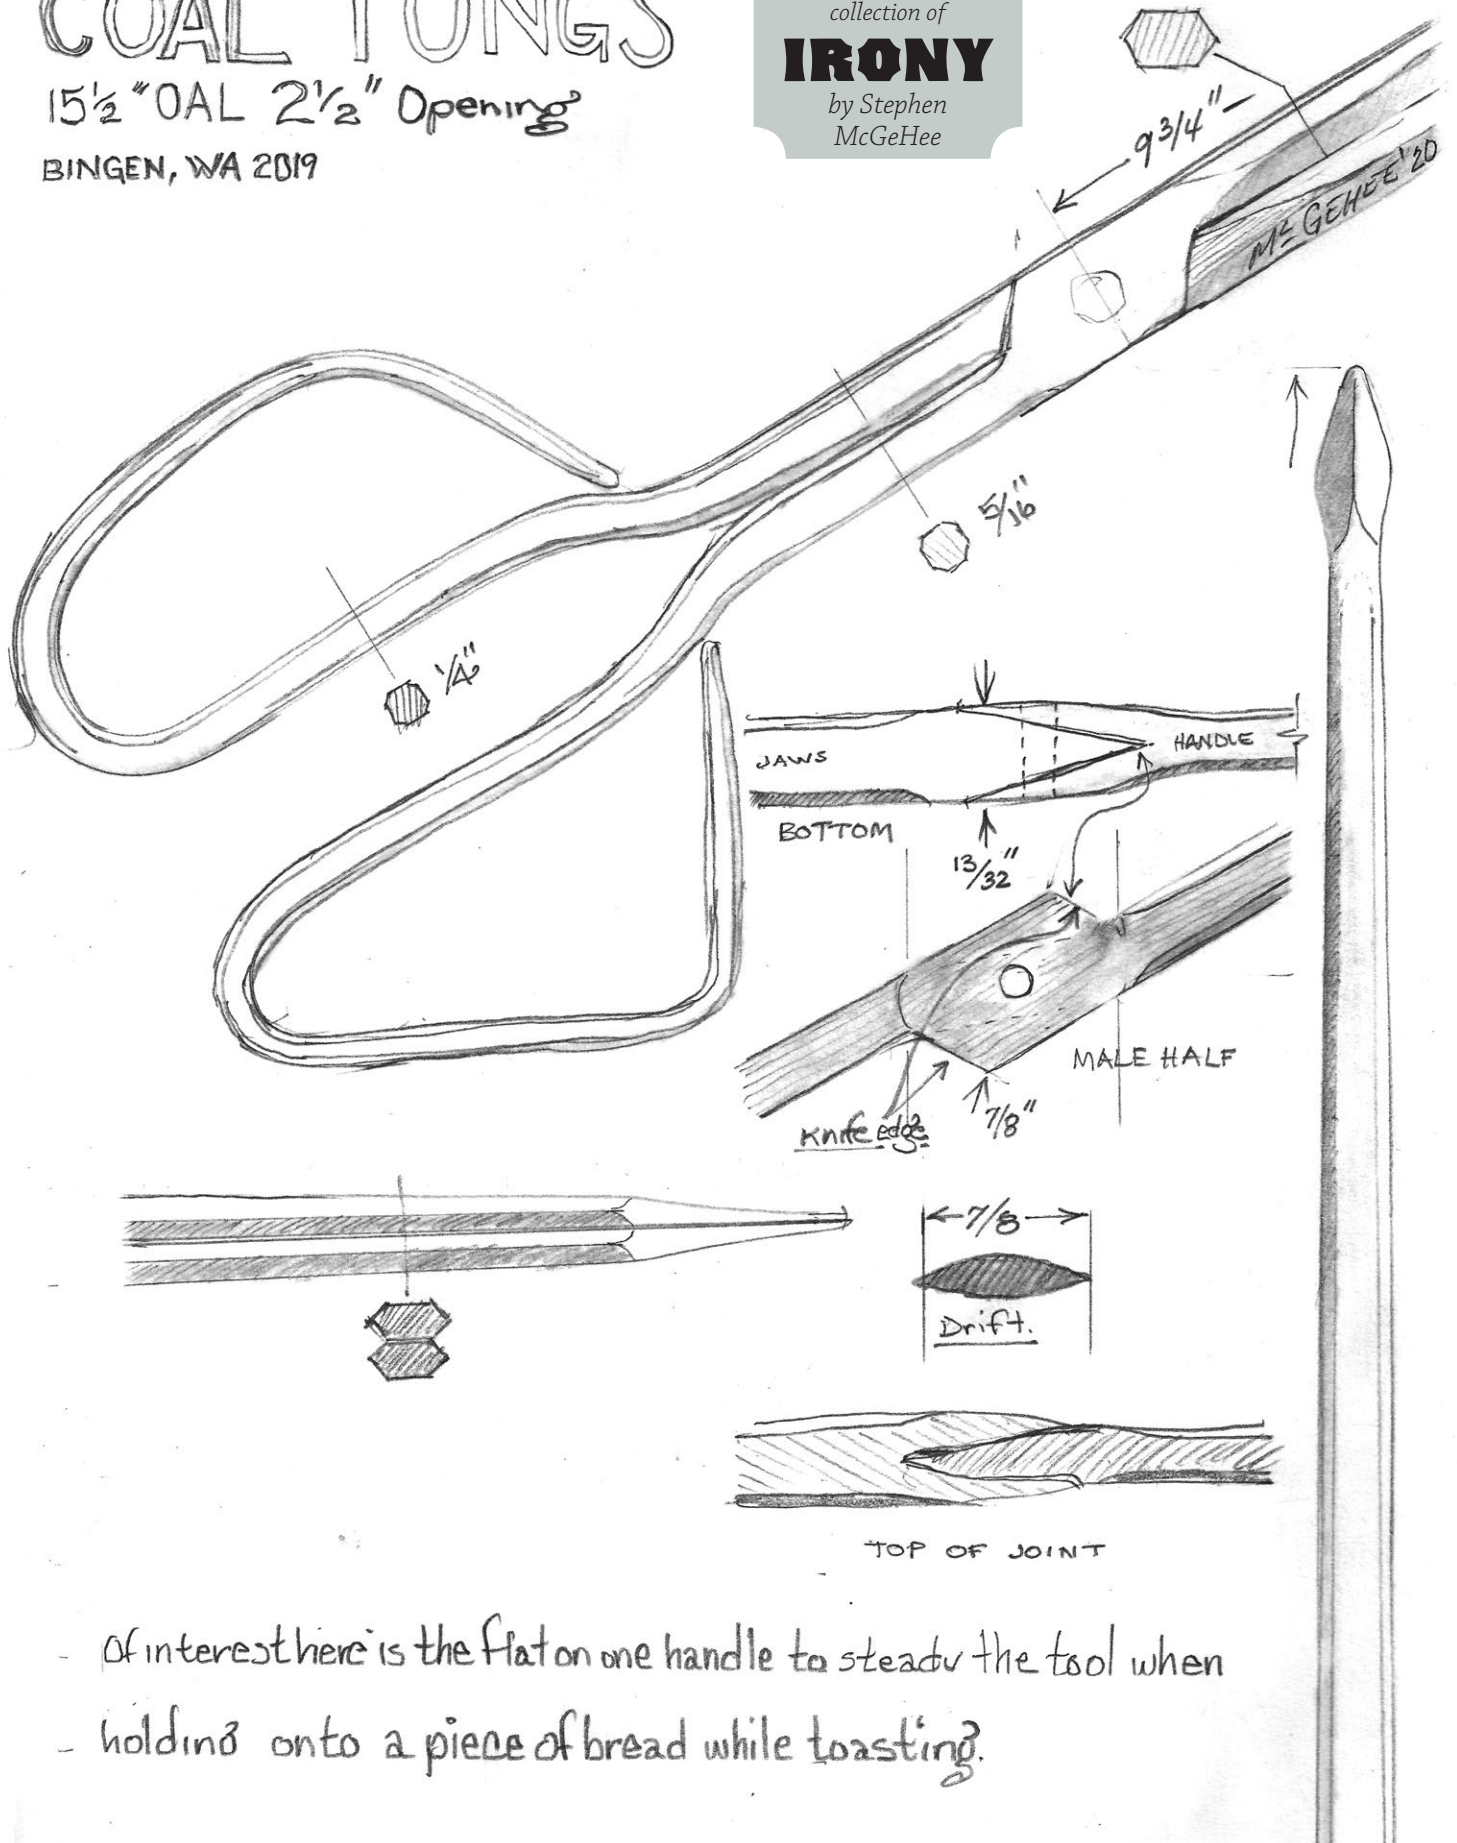 COAL TONGS
15½" OAL 2½" Opening
BINGEN, WA 2019
collection of
IRONY
by Stephen
McGeHee
9 3/4"
McGEHEE '20
5/16"
1/4"
JAWS
HANDLE
BOTTOM
13/32"
MALE HALF
7/8"
Knife edge
7/8
Drift.
TOP OF JOINT
Of interest here is the flat on one handle to steady the tool when
holding onto a piece of bread while toasting.